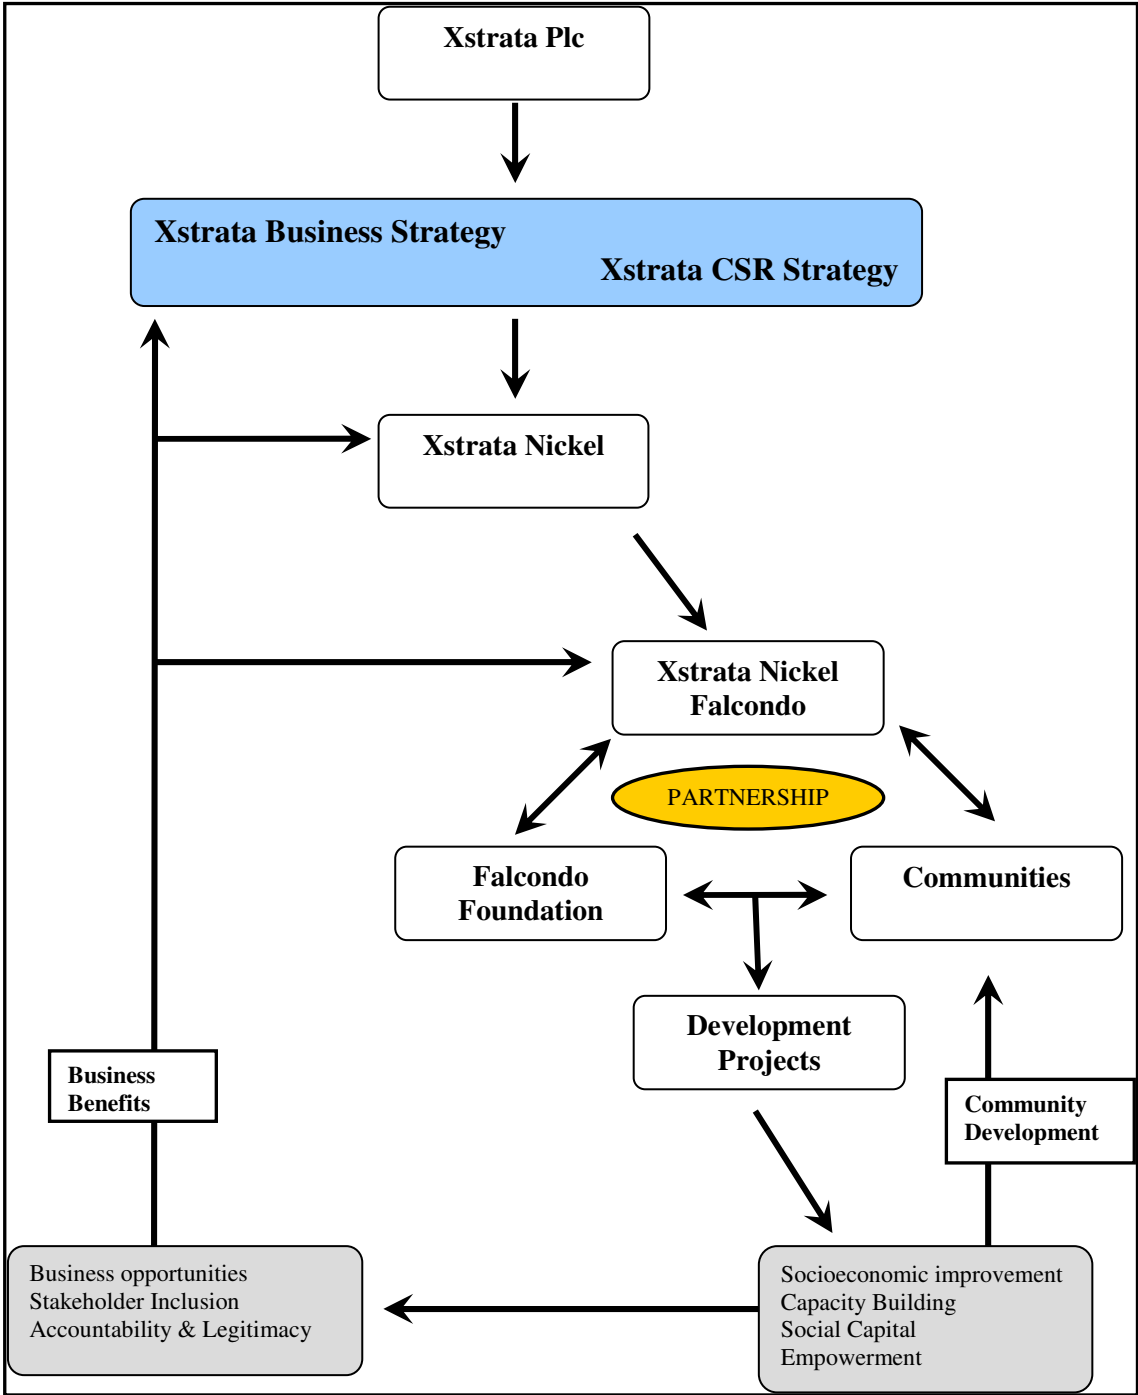 Xstrata Plc
Xstrata Business Strategy
Xstrata CSR Strategy
Xstrata Nickel
Xstrata Nickel
Falcondo
PARTNERSHIP
Falcondo
Foundation
Communities
Development
Projects
Business
Benefits
Community
Development
Business opportunities
Stakeholder Inclusion
Accountability & Legitimacy
Socioeconomic improvement
Capacity Building
Social Capital
Empowerment